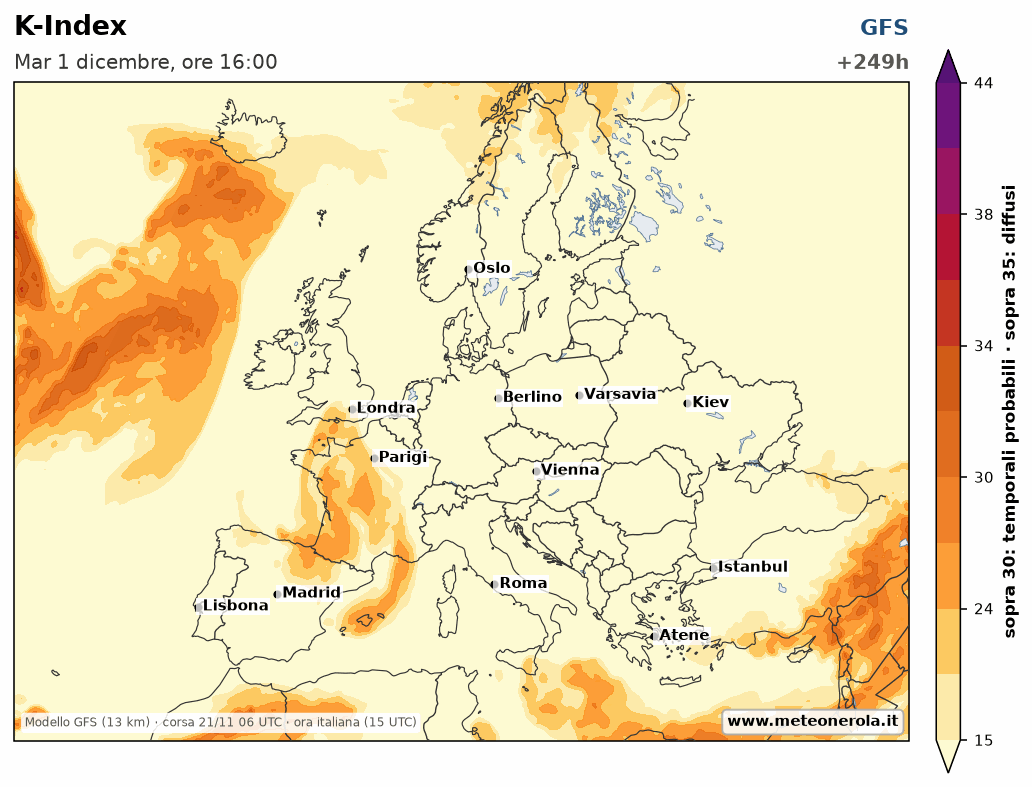 K-Index
GFS
Mar 1 dicembre, ore 16:00
+249h
44
38
34
30
24
15
sopra 30: temporali probabili · sopra 35: diffusi
Oslo
Berlino
Varsavia
Kiev
Londra
Parigi
Vienna
Istanbul
Roma
Madrid
Lisbona
Atene
Modello GFS (13 km) · corsa 21/11 06 UTC · ora italiana (15 UTC)
www.meteonerola.it